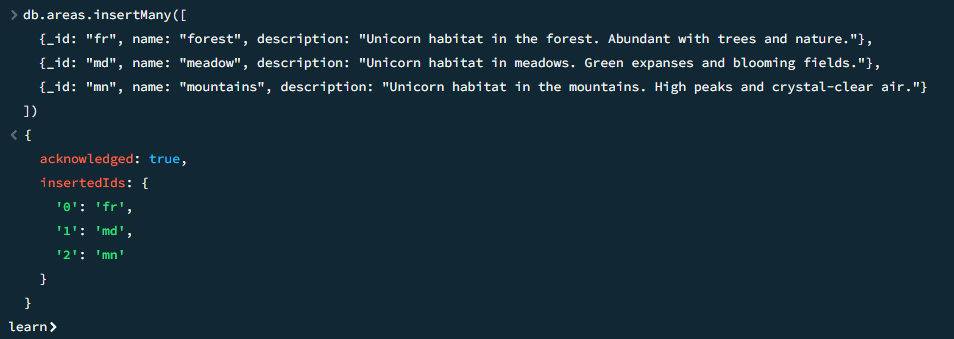 > db.areas.insertMany([
{_id: "fr", name: "forest", description: "Unicorn habitat in the forest. Abundant with trees and nature."},
{_id: "md", name: "meadow", description: "Unicorn habitat in meadows. Green expanses and blooming fields."},
{_id: "mn", name: "mountains", description: "Unicorn habitat in the mountains. High peaks and crystal-clear air."}
])
< {
acknowledged: true,
insertedIds: {
'0': 'fr',
'1': 'md',
'2': 'mn'
}
}
learn>